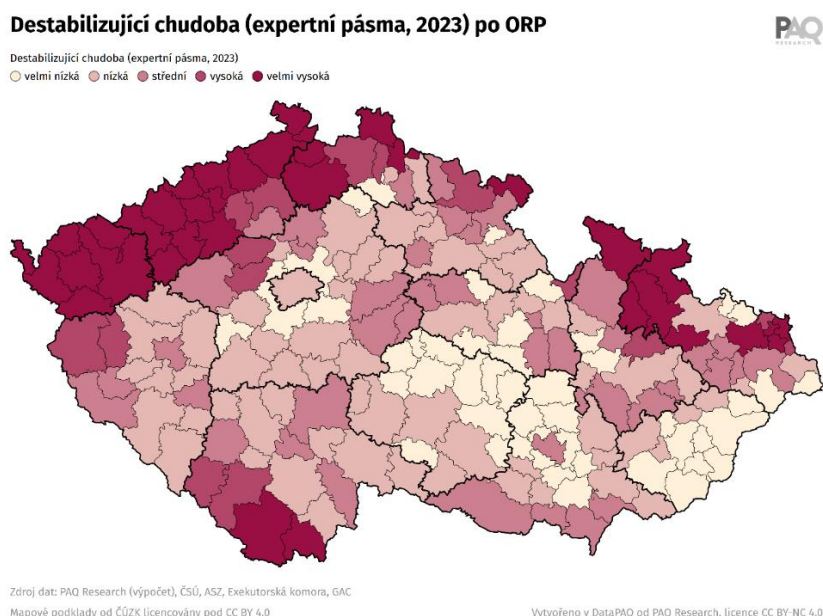 Destabilizující chudoba (expertní pásma, 2023) po ORP
PAQ
RESEARCH
Destabilizující chudoba (expertní pásma, 2023)
velmi nízká nízká střední vysoká velmi vysoká
Zdroj dat: PAQ Research (výpočet), ČSÚ, ASZ, Exekutorská komora, GAC
Mapové podklady od ČÚZK licencovány pod CC BY 4.0
Vytvořeno v DataPAQ od PAQ Research, licence CC BY-NC 4.0